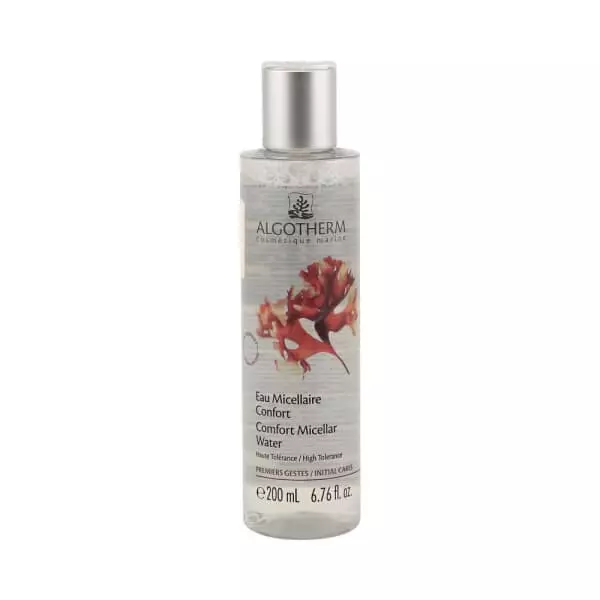 ALGOTHERM
Cosmétique marine
Eau Micellaire
Confort
Comfort Micellar
Water
Haute Tolérance / High Tolerance
PREMIERS GESTES / INITIAL CARES
e 200 mL 6.76 fl. oz.